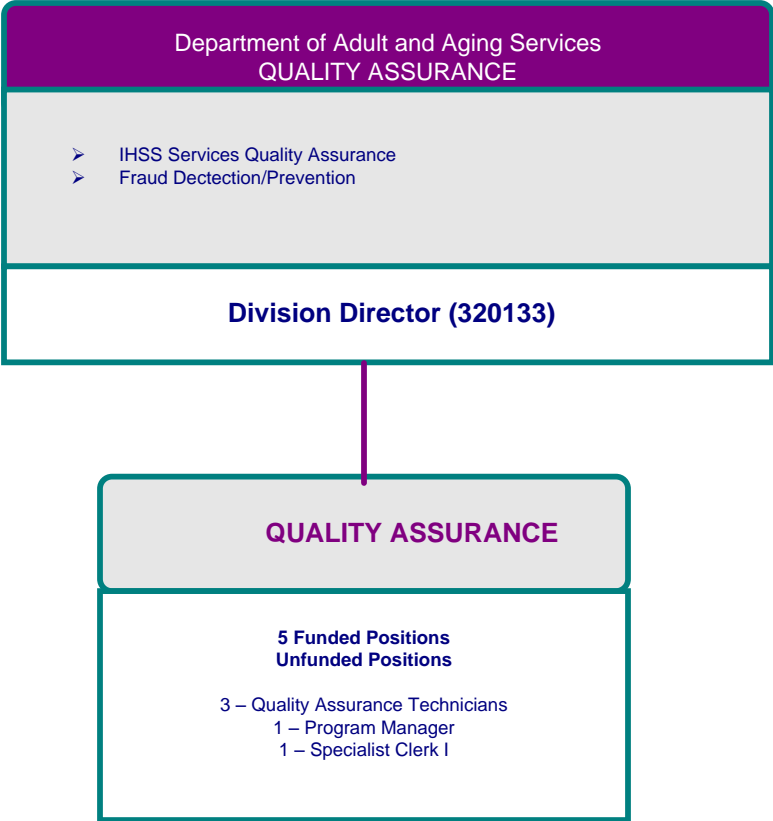 Department of Adult and Aging Services
QUALITY ASSURANCE
➢ IHSS Services Quality Assurance
➢ Fraud Dectection/Prevention
Division Director (320133)
QUALITY ASSURANCE
5 Funded Positions
Unfunded Positions
3 – Quality Assurance Technicians
1 – Program Manager
1 – Specialist Clerk I